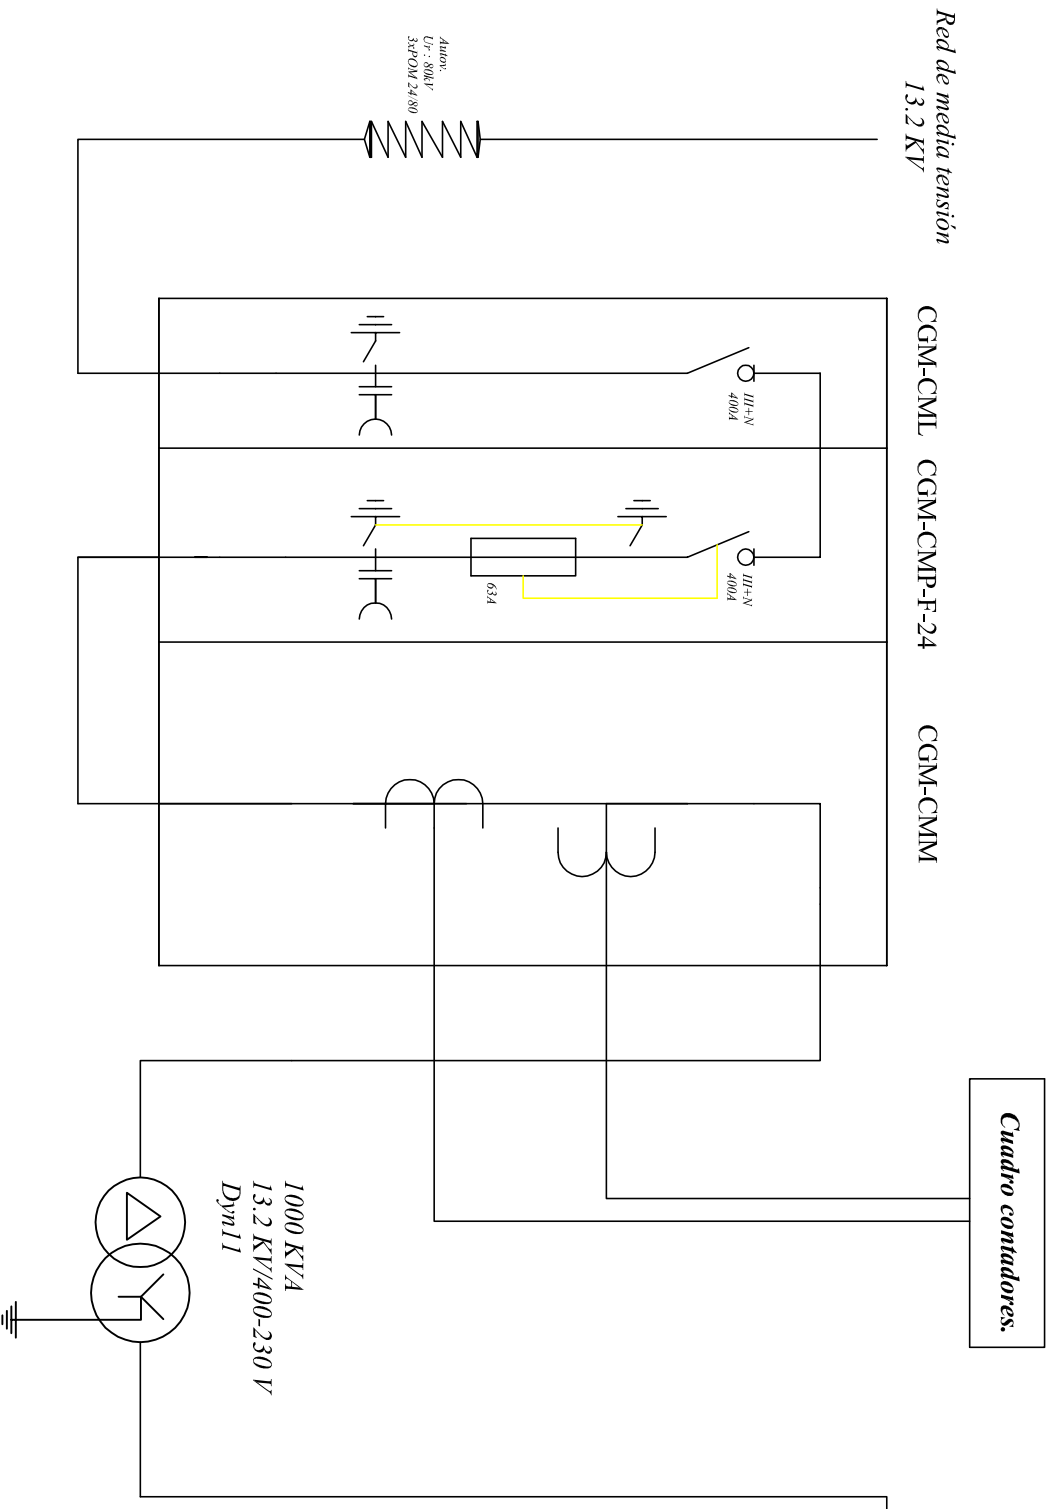 Red de media tensión
13.2 KV
Autov.
Ur : 80kV
3xPOM 24/80
CGM-CML
CGM-CMP-F-24
CGM-CMM
III+N
400A
III+N
400A
63A
Cuadro contadores.
1000 KVA
13.2 KV/400-230 V
Dyn11